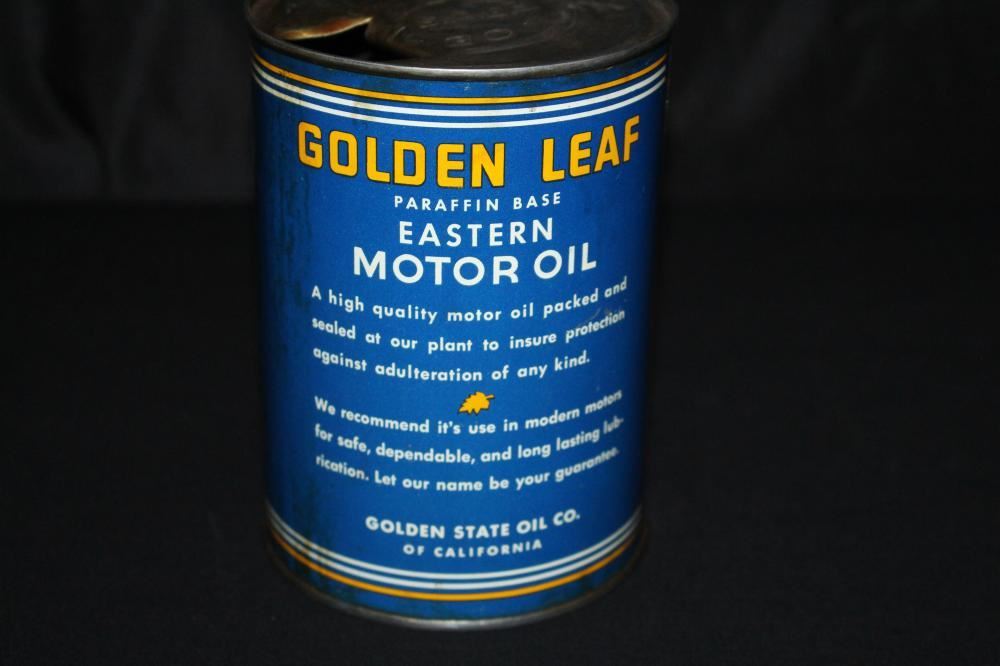 GOLDEN LEAF
PARAFFIN BASE
EASTERN
MOTOR OIL
A high quality motor oil packed and
sealed at our plant to insure protection
against adulteration of any kind.
We recommend it's use in modern motors
for safe, dependable, and long lasting lub-
rication. Let our name be your guarantee.
GOLDEN STATE OIL CO.
OF CALIFORNIA